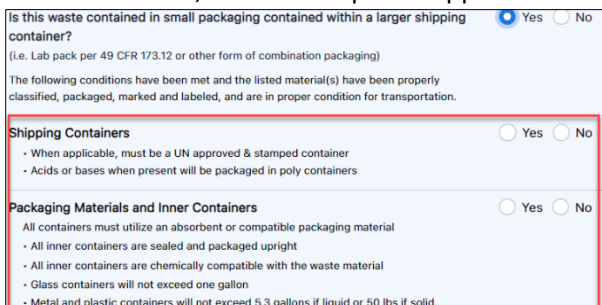 Is this waste contained in small packaging contained within a larger shipping Yes No
container?
(i.e. Lab pack per 49 CFR 173.12 or other form of combination packaging)
The following conditions have been met and the listed material(s) have been properly
classified, packaged, marked and labeled, and are in proper condition for transportation.
Shipping Containers Yes No
• When applicable, must be a UN approved & stamped container
• Acids or bases when present will be packaged in poly containers
Packaging Materials and Inner Containers Yes No
All containers must utilize an absorbent or compatible packaging material
• All inner containers are sealed and packaged upright
• All inner containers are chemically compatible with the waste material
• Glass containers will not exceed one gallon
• Metal and plastic containers will not exceed 5.3 gallons if liquid or 50 lbs if solid